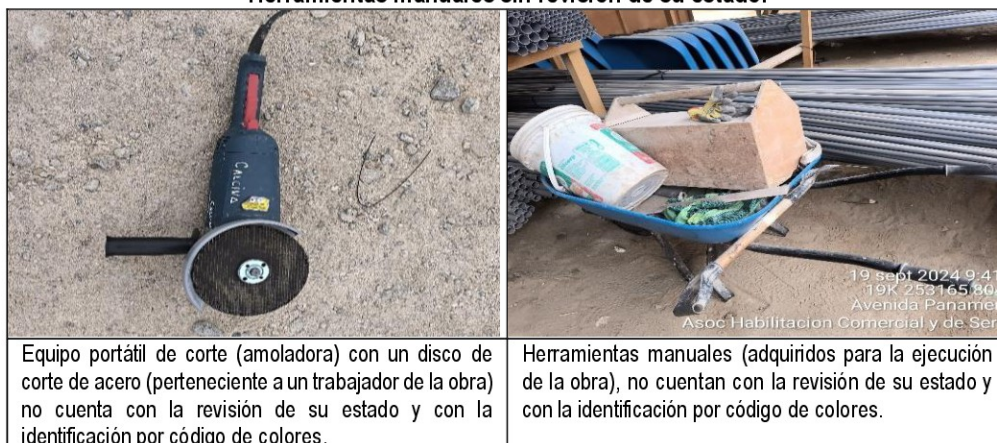 Herramientas manuales sin revisión de su estado.
CALCINA
19 sept 2024 9:41
19K 253165 80
Avenida Paname
Asoc Habilitacion Comercial y de Ser
Equipo portátil de corte (amoladora) con un disco de
corte de acero (perteneciente a un trabajador de la obra)
no cuenta con la revisión de su estado y con la
identificación por código de colores.
Herramientas manuales (adquiridos para la ejecución
de la obra), no cuentan con la revisión de su estado y
con la identificación por código de colores.